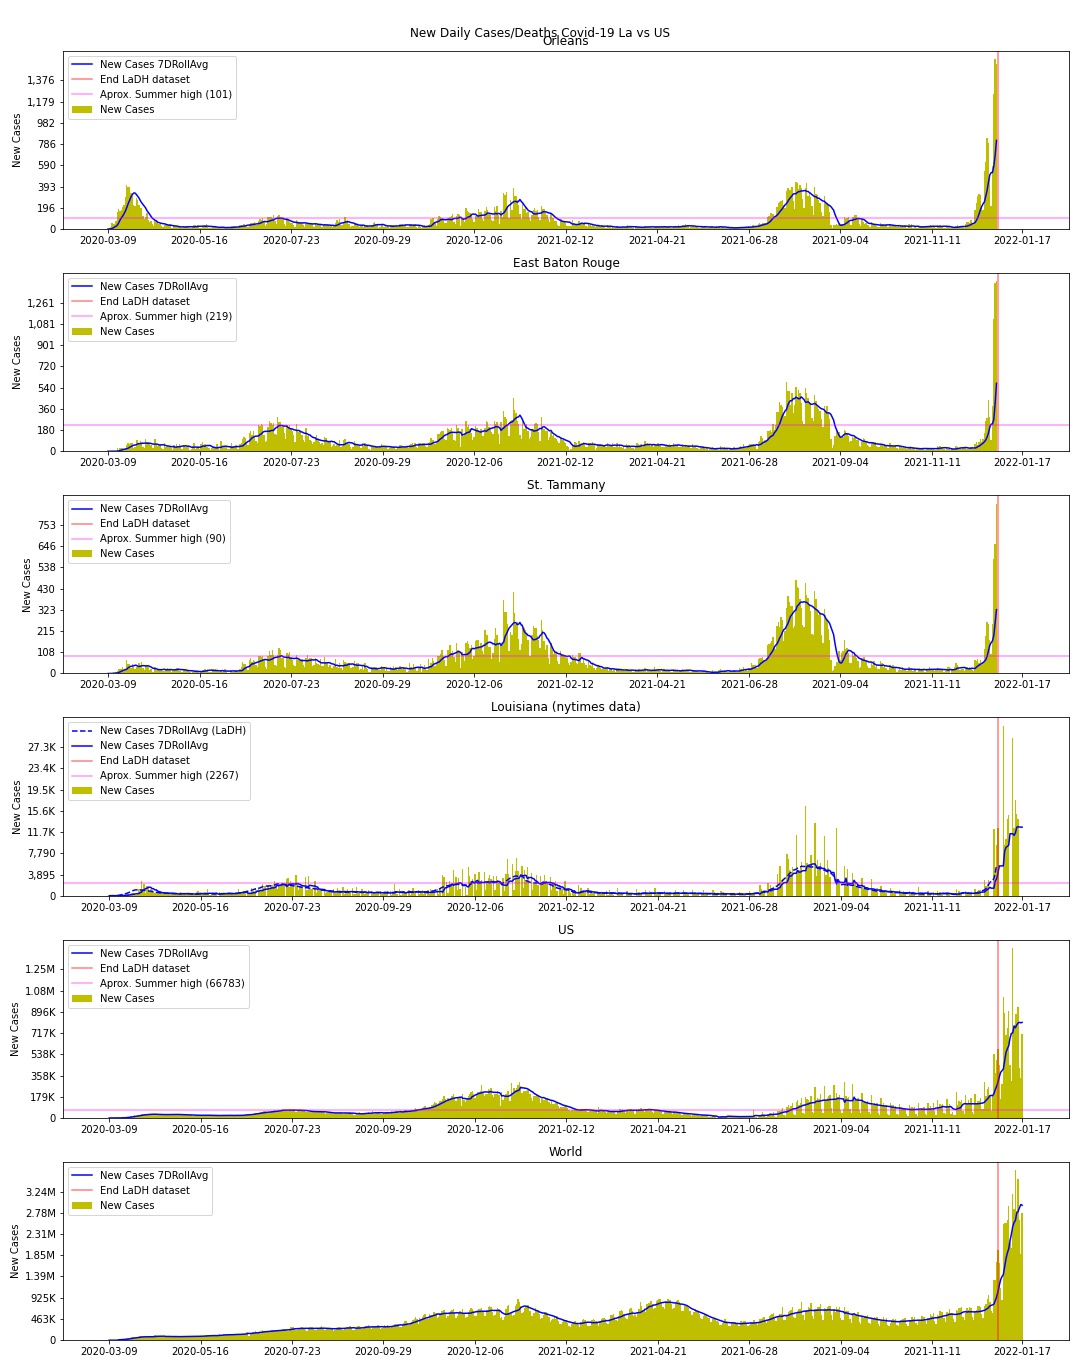 New Daily Cases/Deaths Covid-19 La vs US
Orleans
New Cases 7DRollAvg
End LaDH dataset
Aprox. Summer high (101)
New Cases
New Cases
1,376
1,179
982
786
590
393
196
0
2020-03-09 2020-05-16 2020-07-23 2020-09-29 2020-12-06 2021-02-12 2021-04-21 2021-06-28 2021-09-04 2021-11-11 2022-01-17
East Baton Rouge
New Cases 7DRollAvg
End LaDH dataset
Aprox. Summer high (219)
New Cases
New Cases
1,261
1,081
901
720
540
360
180
0
2020-03-09 2020-05-16 2020-07-23 2020-09-29 2020-12-06 2021-02-12 2021-04-21 2021-06-28 2021-09-04 2021-11-11 2022-01-17
St. Tammany
New Cases 7DRollAvg
End LaDH dataset
Aprox. Summer high (90)
New Cases
New Cases
753
646
538
430
323
215
108
0
2020-03-09 2020-05-16 2020-07-23 2020-09-29 2020-12-06 2021-02-12 2021-04-21 2021-06-28 2021-09-04 2021-11-11 2022-01-17
Louisiana (nytimes data)
New Cases 7DRollAvg (LaDH)
New Cases 7DRollAvg
End LaDH dataset
Aprox. Summer high (2267)
New Cases
New Cases
27.3K
23.4K
19.5K
15.6K
11.7K
7,790
3,895
0
2020-03-09 2020-05-16 2020-07-23 2020-09-29 2020-12-06 2021-02-12 2021-04-21 2021-06-28 2021-09-04 2021-11-11 2022-01-17
US
New Cases 7DRollAvg
End LaDH dataset
Aprox. Summer high (66783)
New Cases
New Cases
1.25M
1.08M
896K
717K
538K
358K
179K
0
2020-03-09 2020-05-16 2020-07-23 2020-09-29 2020-12-06 2021-02-12 2021-04-21 2021-06-28 2021-09-04 2021-11-11 2022-01-17
World
New Cases 7DRollAvg
End LaDH dataset
New Cases
New Cases
3.24M
2.78M
2.31M
1.85M
1.39M
925K
463K
0
2020-03-09 2020-05-16 2020-07-23 2020-09-29 2020-12-06 2021-02-12 2021-04-21 2021-06-28 2021-09-04 2021-11-11 2022-01-17